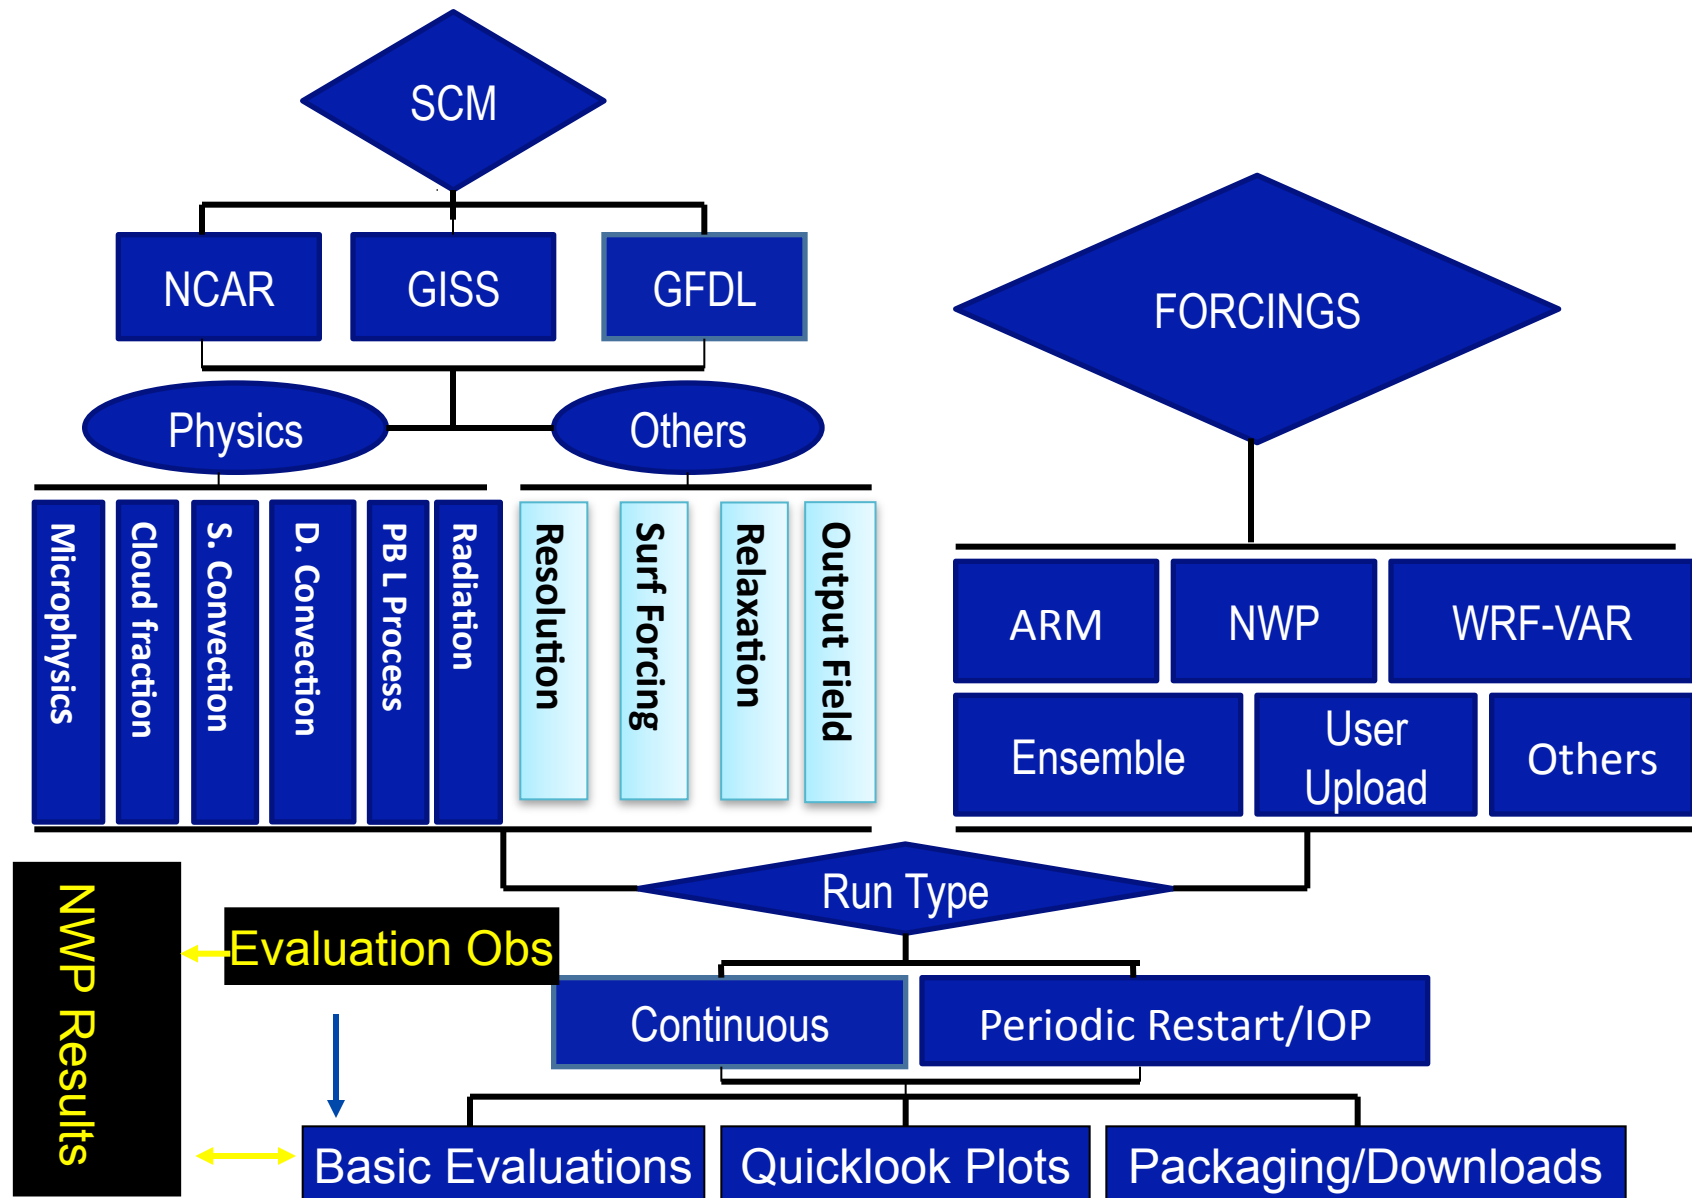 SCM
NCAR
GISS
GFDL
FORCINGS
Physics
Others
Microphysics
Cloud fraction
S. Convection
D. Convection
PB L Process
Radiation
Resolution
Surf Forcing
Relaxation
Output Field
ARM
NWP
WRF-VAR
Ensemble
User
Upload
Others
Run Type
NWP Results
Evaluation Obs
Continuous
Periodic Restart/IOP
Basic Evaluations
Quicklook Plots
Packaging/Downloads